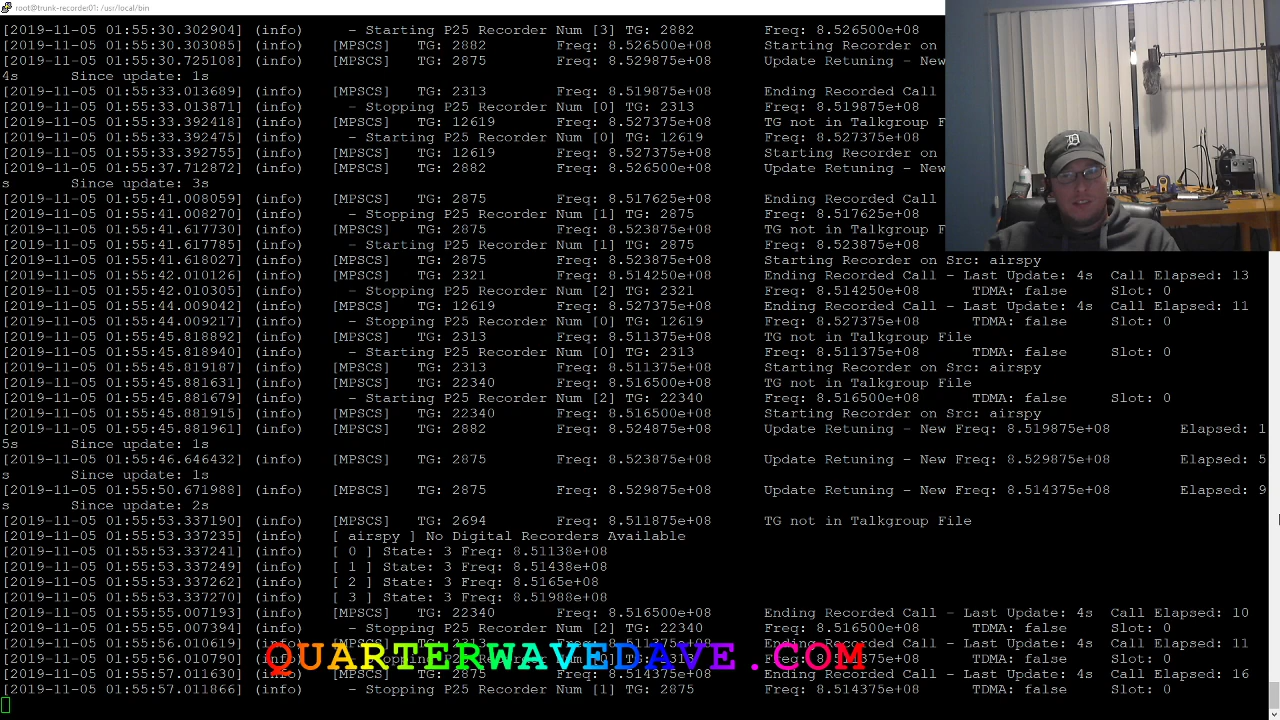 root@trunk-recorder01: /usr/local/bin
[2019-11-05 01:55:30.302904] (info) - Starting P25 Recorder Num [3] TG: 2882 Freq: 8.526500e+08
[2019-11-05 01:55:30.303085] (info) [MPSCS] TG: 2882 Freq: 8.526500e+08 Starting Recorder on
[2019-11-05 01:55:30.725108] (info) [MPSCS] TG: 2875 Freq: 8.529875e+08 Update Retuning - New
4s Since update: 1s
[2019-11-05 01:55:33.013689] (info) [MPSCS] TG: 2313 Freq: 8.519875e+08 Ending Recorded Call
[2019-11-05 01:55:33.013871] (info) - Stopping P25 Recorder Num [0] TG: 2313 Freq: 8.519875e+08
[2019-11-05 01:55:33.392418] (info) [MPSCS] TG: 12619 Freq: 8.527375e+08 TG not in Talkgroup F
[2019-11-05 01:55:33.392475] (info) - Starting P25 Recorder Num [0] TG: 12619 Freq: 8.527375e+08
[2019-11-05 01:55:33.392755] (info) [MPSCS] TG: 12619 Freq: 8.527375e+08 Starting Recorder on
[2019-11-05 01:55:37.712872] (info) [MPSCS] TG: 2882 Freq: 8.526500e+08 Update Retuning - New
s Since update: 3s
[2019-11-05 01:55:41.008059] (info) [MPSCS] TG: 2875 Freq: 8.517625e+08 Ending Recorded Call
[2019-11-05 01:55:41.008270] (info) - Stopping P25 Recorder Num [1] TG: 2875 Freq: 8.517625e+08
[2019-11-05 01:55:41.617730] (info) [MPSCS] TG: 2875 Freq: 8.523875e+08 TG not in Talkgroup F
[2019-11-05 01:55:41.617785] (info) - Starting P25 Recorder Num [1] TG: 2875 Freq: 8.523875e+08
[2019-11-05 01:55:41.618027] (info) [MPSCS] TG: 2875 Freq: 8.523875e+08 Starting Recorder on Src: airspy
[2019-11-05 01:55:42.010126] (info) [MPSCS] TG: 2321 Freq: 8.514250e+08 Ending Recorded Call - Last Update: 4s Call Elapsed: 13
[2019-11-05 01:55:42.010305] (info) - Stopping P25 Recorder Num [2] TG: 2321 Freq: 8.514250e+08 TDMA: false Slot: 0
[2019-11-05 01:55:44.009042] (info) [MPSCS] TG: 12619 Freq: 8.527375e+08 Ending Recorded Call - Last Update: 4s Call Elapsed: 11
[2019-11-05 01:55:44.009217] (info) - Stopping P25 Recorder Num [0] TG: 12619 Freq: 8.527375e+08 TDMA: false Slot: 0
[2019-11-05 01:55:45.818892] (info) [MPSCS] TG: 2313 Freq: 8.511375e+08 TG not in Talkgroup File
[2019-11-05 01:55:45.818940] (info) - Starting P25 Recorder Num [0] TG: 2313 Freq: 8.511375e+08 TDMA: false Slot: 0
[2019-11-05 01:55:45.819187] (info) [MPSCS] TG: 2313 Freq: 8.511375e+08 Starting Recorder on Src: airspy
[2019-11-05 01:55:45.881631] (info) [MPSCS] TG: 22340 Freq: 8.516500e+08 TG not in Talkgroup File
[2019-11-05 01:55:45.881679] (info) - Starting P25 Recorder Num [2] TG: 22340 Freq: 8.516500e+08 TDMA: false Slot: 0
[2019-11-05 01:55:45.881915] (info) [MPSCS] TG: 22340 Freq: 8.516500e+08 Starting Recorder on Src: airspy
[2019-11-05 01:55:45.881961] (info) [MPSCS] TG: 2882 Freq: 8.524875e+08 Update Retuning - New Freq: 8.519875e+08 Elapsed: 1
5s Since update: 1s
[2019-11-05 01:55:46.646432] (info) [MPSCS] TG: 2875 Freq: 8.523875e+08 Update Retuning - New Freq: 8.529875e+08 Elapsed: 5
s Since update: 1s
[2019-11-05 01:55:50.671988] (info) [MPSCS] TG: 2875 Freq: 8.529875e+08 Update Retuning - New Freq: 8.514375e+08 Elapsed: 9
s Since update: 2s
[2019-11-05 01:55:53.337190] (info) [MPSCS] TG: 2694 Freq: 8.511875e+08 TG not in Talkgroup File
[2019-11-05 01:55:53.337235] (info) [ airspy ] No Digital Recorders Available
[2019-11-05 01:55:53.337241] (info) [ 0 ] State: 3 Freq: 8.51138e+08
[2019-11-05 01:55:53.337249] (info) [ 1 ] State: 3 Freq: 8.51438e+08
[2019-11-05 01:55:53.337262] (info) [ 2 ] State: 3 Freq: 8.5165e+08
[2019-11-05 01:55:53.337270] (info) [ 3 ] State: 3 Freq: 8.51988e+08
[2019-11-05 01:55:55.007193] (info) [MPSCS] TG: 22340 Freq: 8.516500e+08 Ending Recorded Call - Last Update: 4s Call Elapsed: 10
[2019-11-05 01:55:55.007394] (info) - Stopping P25 Recorder Num [2] TG: 22340 Freq: 8.516500e+08 TDMA: false Slot: 0
[2019-11-05 01:55:56.010619] (info) [MPSCS] TG: 2313 Freq: 8.511375e+08 Ending Recorded Call - Last Update: 4s Call Elapsed: 11
QUARTERWAVEDAVE.COM
[2019-11-05 01:55:56.010790] Stopping P25 Recorder TDMA: false Slot: 0
[2019-11-05 01:55:57.011630] (info) [MPSCS] TG: 2875 Freq: 8.514375e+08 Ending Recorded Call - Last Update: 4s Call Elapsed: 16
[2019-11-05 01:55:57.011866] (info) - Stopping P25 Recorder Num [1] TG: 2875 Freq: 8.514375e+08 TDMA: false Slot: 0